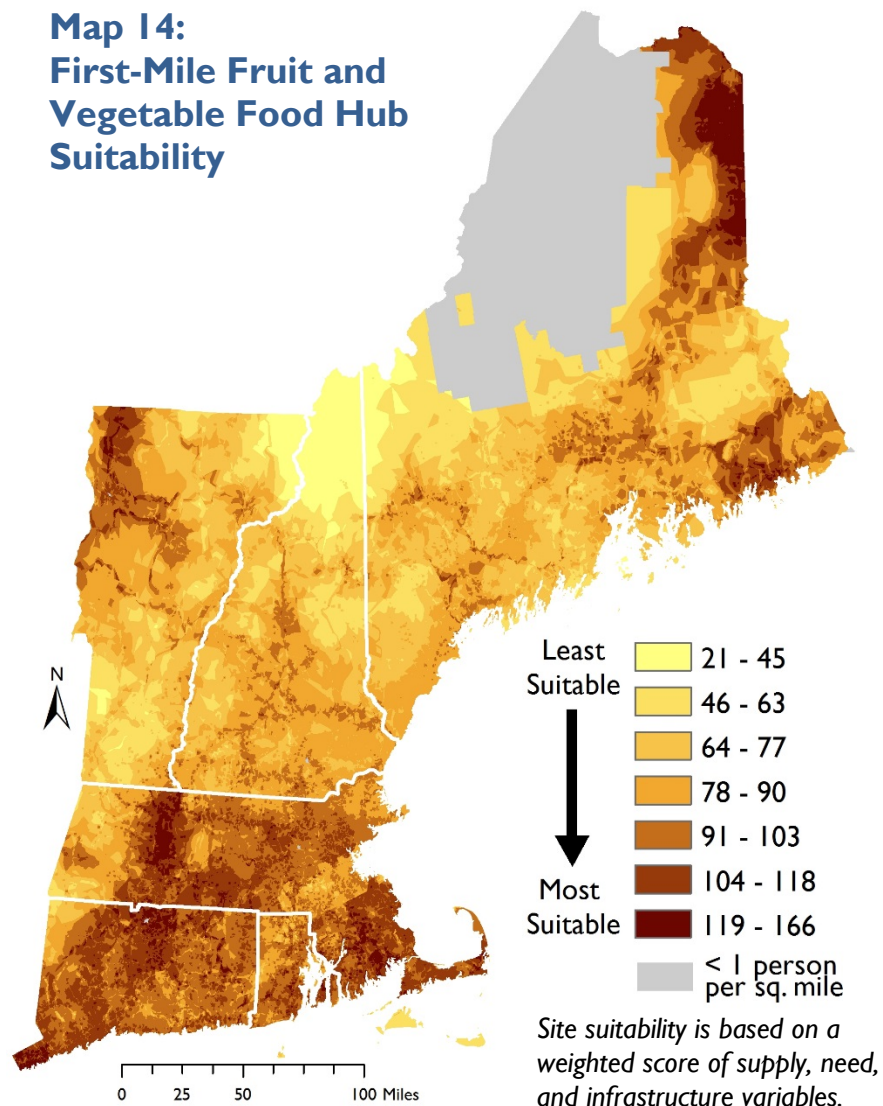 Map 14:
First-Mile Fruit and
Vegetable Food Hub
Suitability
N
Least
Suitable
Most
Suitable
21 - 45
46 - 63
64 - 77
78 - 90
91 - 103
104 - 118
119 - 166
< 1 person
per sq. mile
0 25 50 100 Miles
Site suitability is based on a
weighted score of supply, need,
and infrastructure variables.